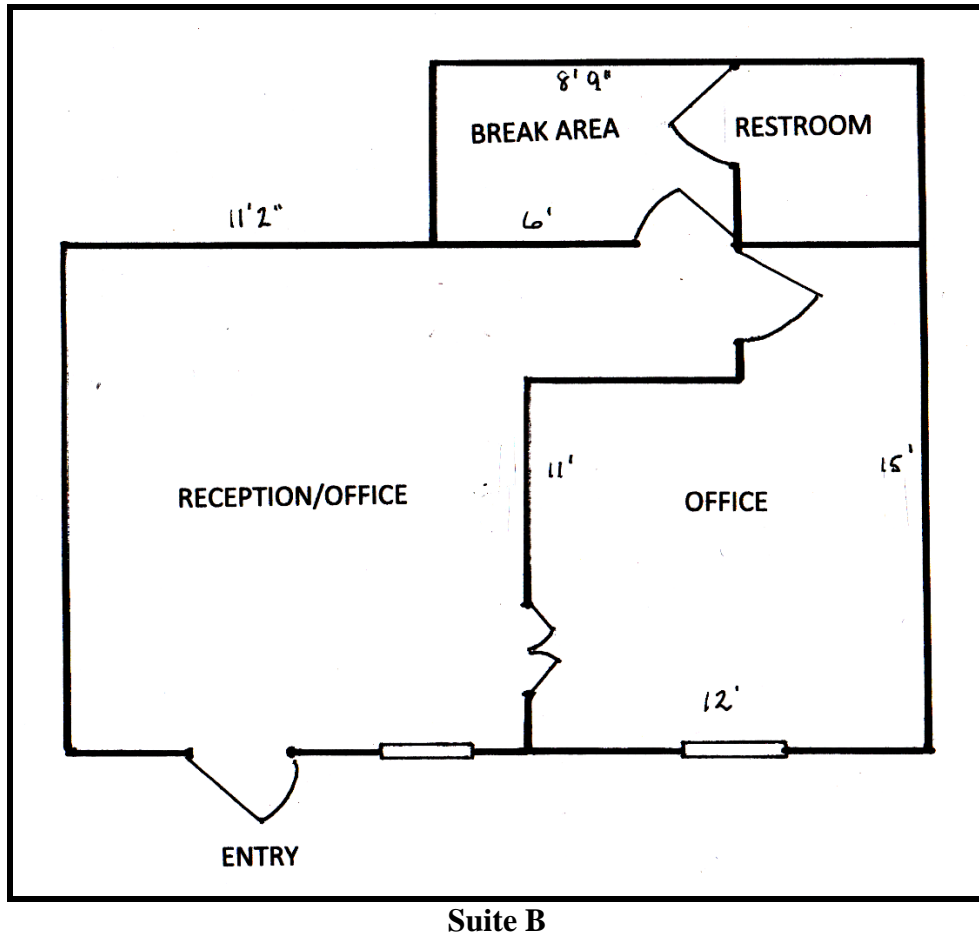 8' 9"
BREAK AREA
RESTROOM
11'2"
6'
11'
15'
RECEPTION/OFFICE
OFFICE
12'
ENTRY
Suite B